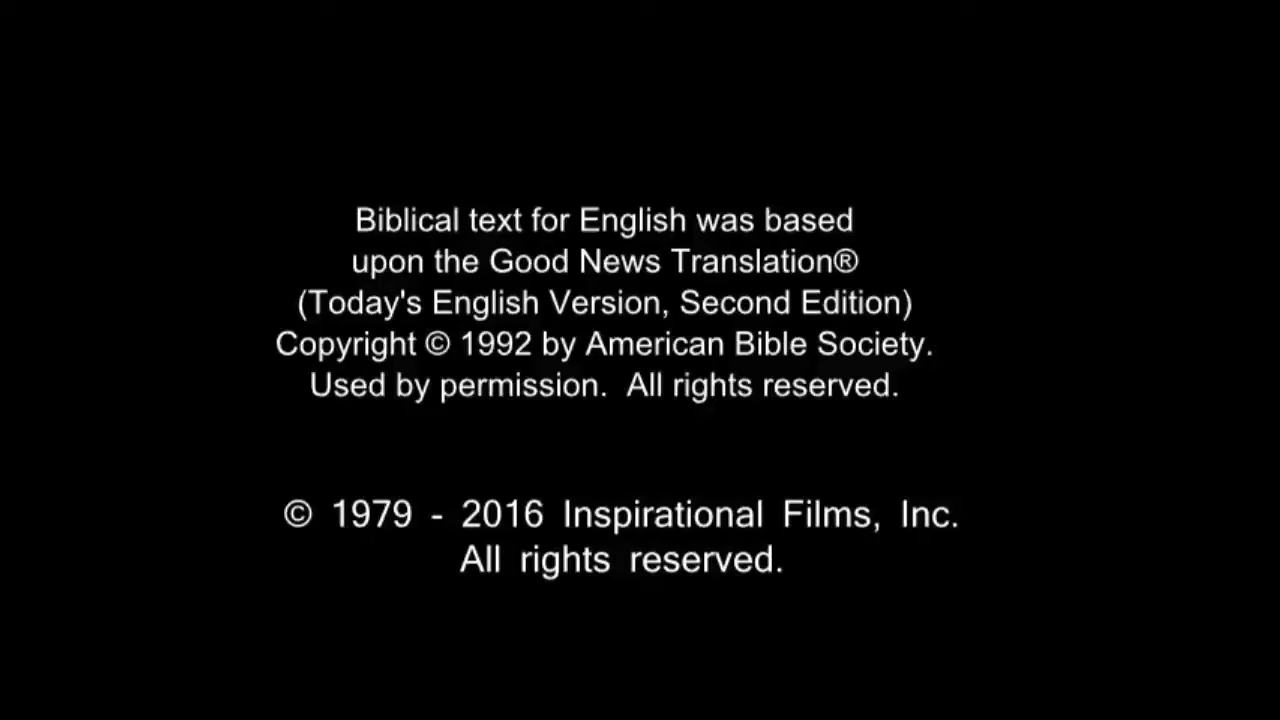 Biblical text for English was based
upon the Good News Translation®
(Today's English Version, Second Edition)
Copyright © 1992 by American Bible Society.
Used by permission.  All rights reserved.
© 1979 - 2016 Inspirational Films, Inc.
All rights reserved.